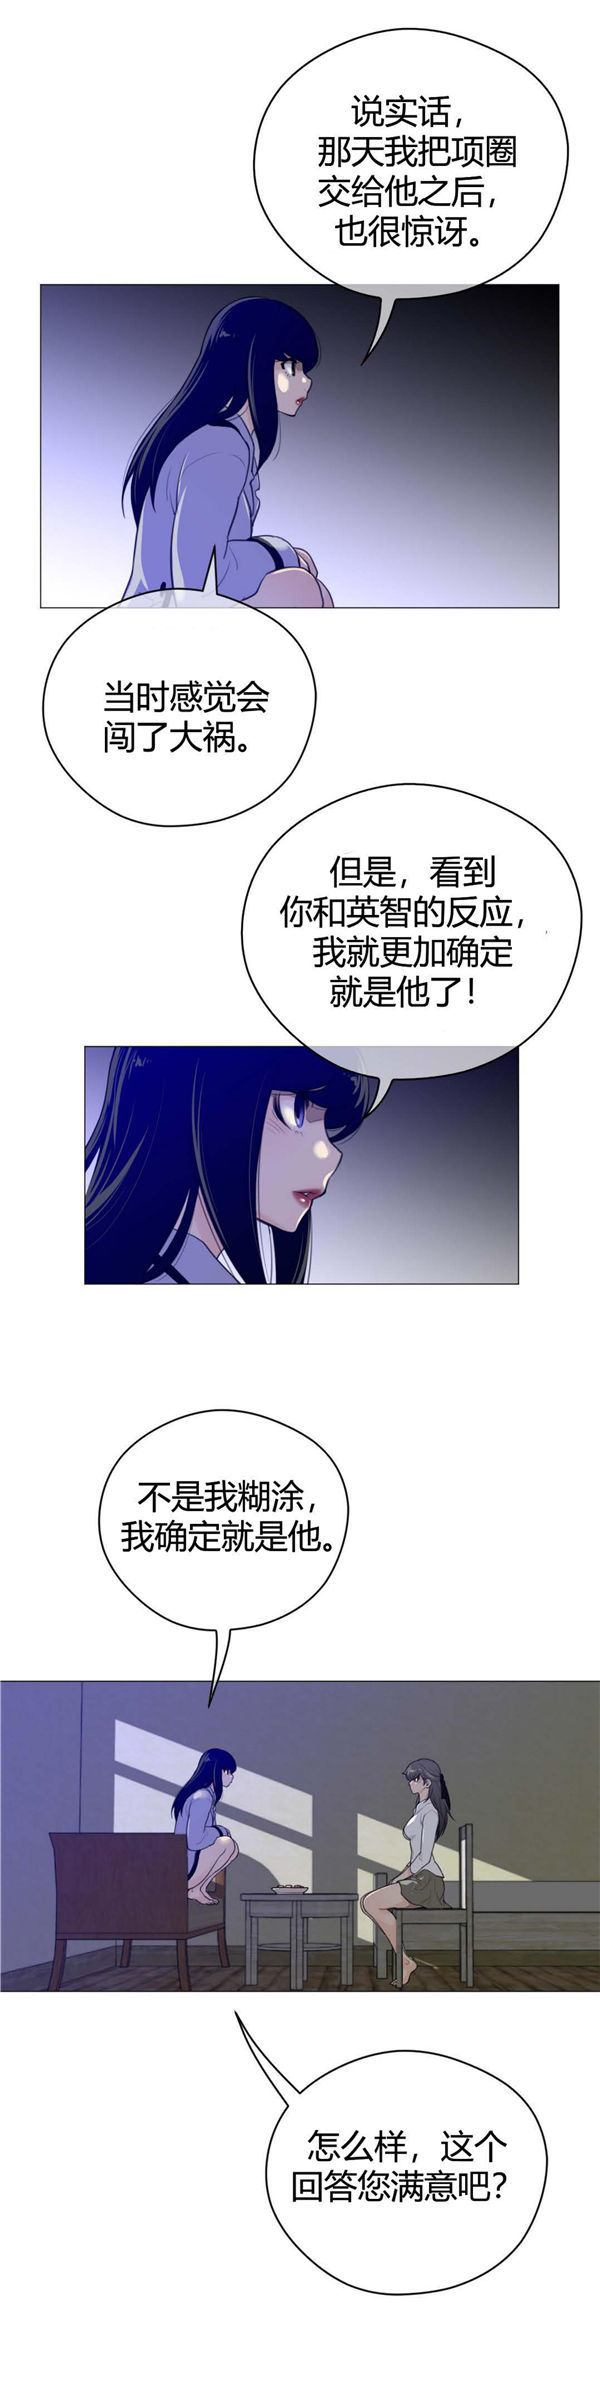 说实话，
那天我把项圈
交给他之后，
也很惊讶。
当时感觉会
闯了大祸。
但是，看到
你和英智的反应，
我就更加确定
就是他了！
不是我糊涂，
我确定就是他。
怎么样，这个
回答您满意吧？